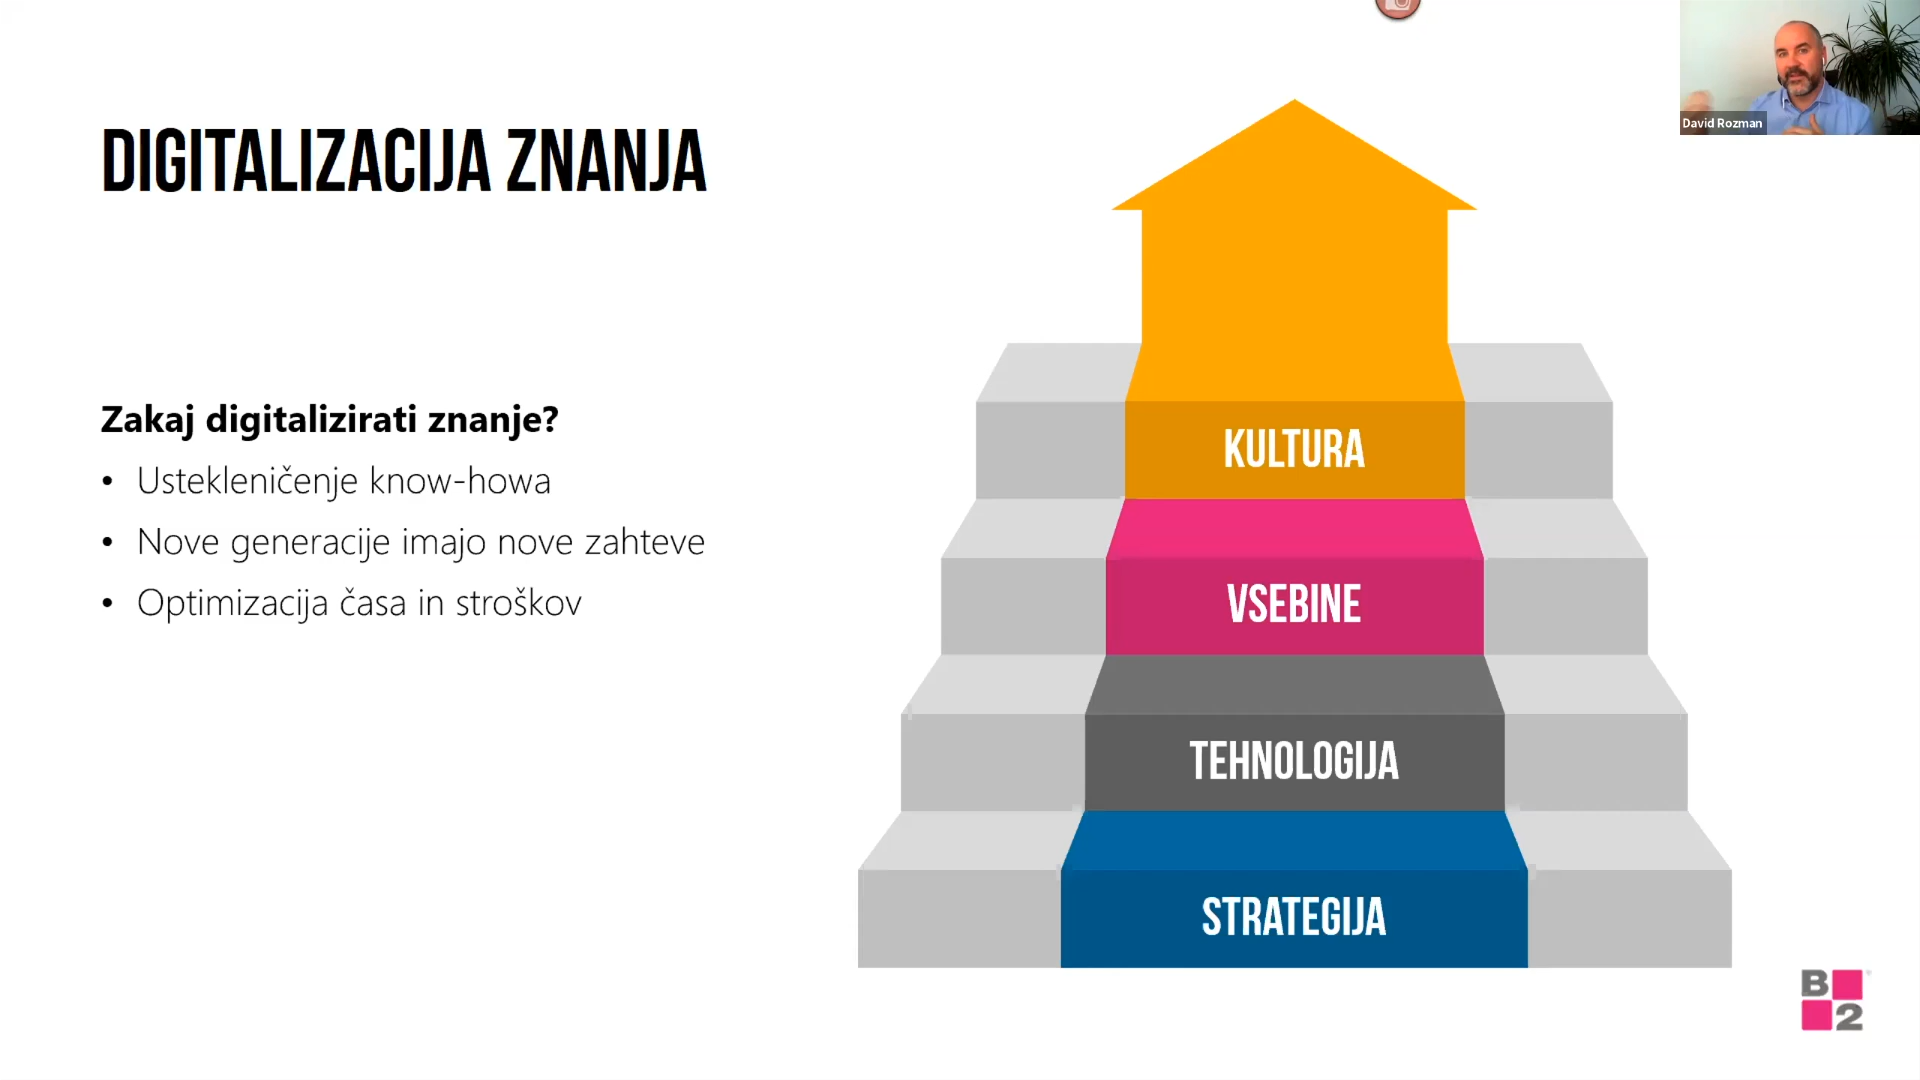 David Rozman
DIGITALIZACIJA ZNANJA
Zakaj digitalizirati znanje?
• Ustekleničenje know-howa
• Nove generacije imajo nove zahteve
• Optimizacija časa in stroškov
KULTURA
VSEBINE
TEHNOLOGIJA
STRATEGIJA
B
2